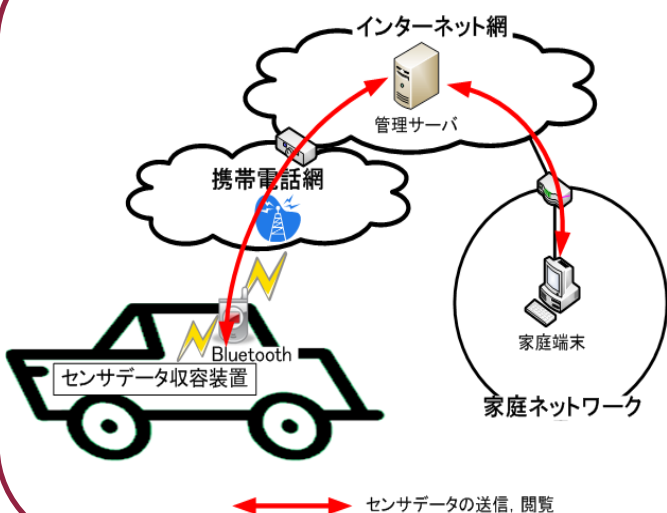 インターネット網
管理サーバ
携帯電話網
Bluetooth
センサデータ収容装置
家庭端末
家庭ネットワーク
センサデータの送信, 閲覧